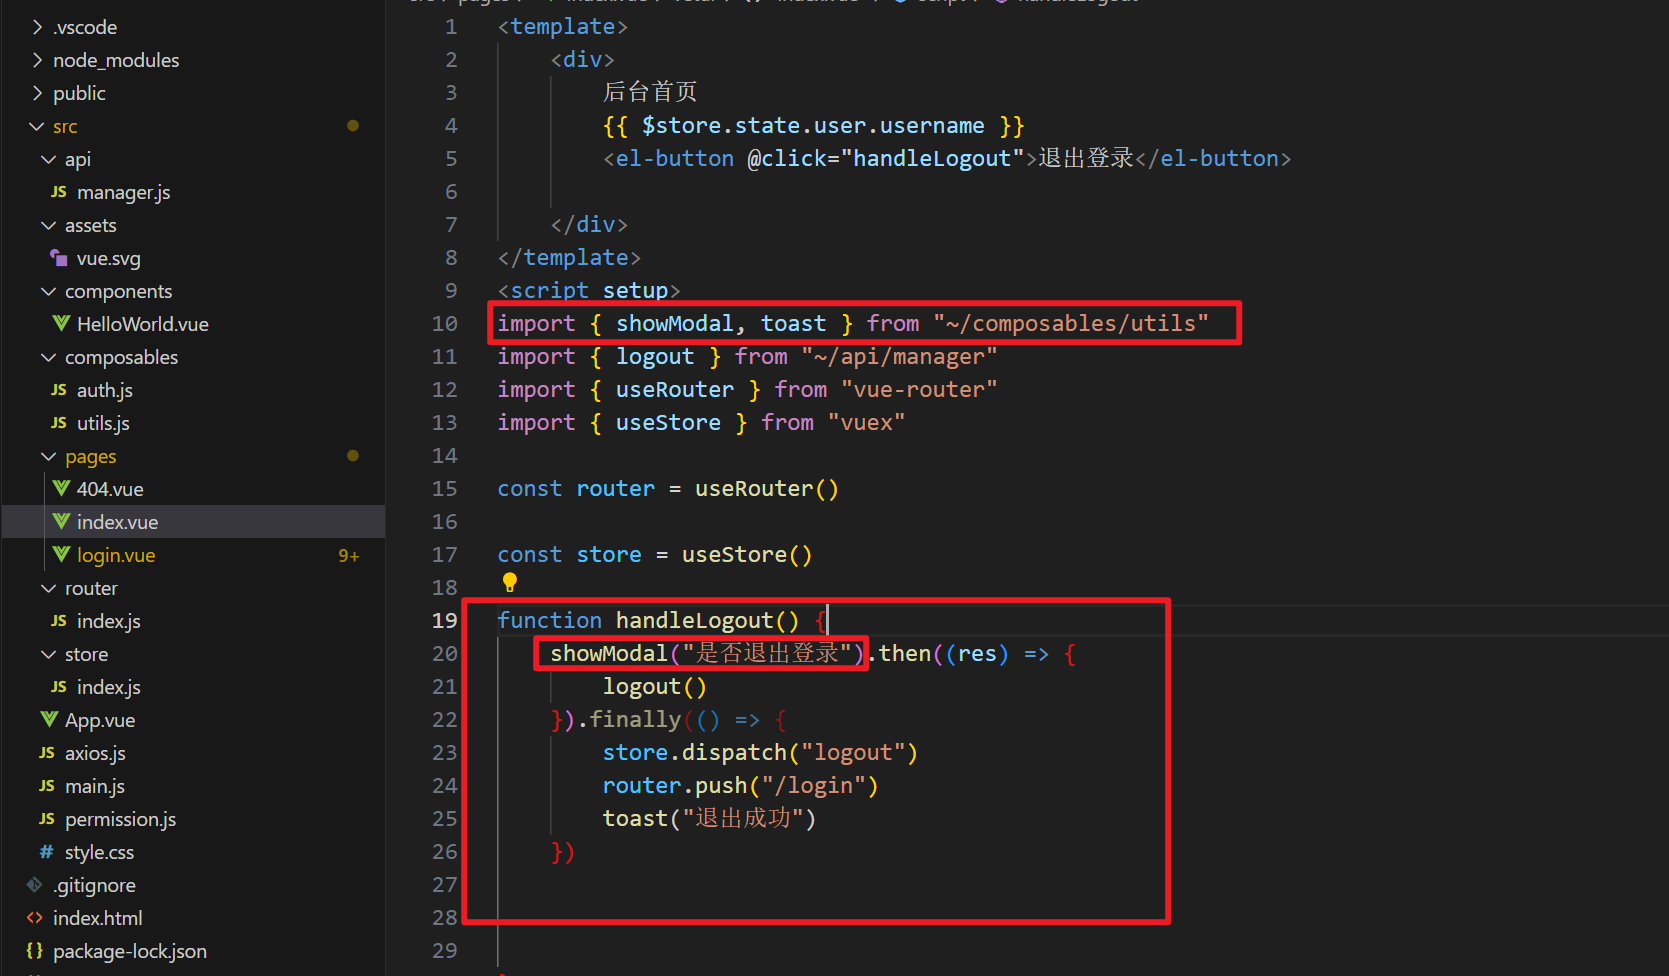 .vscode
node_modules
public
src
api
JS manager.js
assets
vue.svg
components
HelloWorld.vue
composables
JS auth.js
JS utils.js
pages
404.vue
index.vue
login.vue 9+
router
JS index.js
store
JS index.js
App.vue
JS axios.js
JS main.js
JS permission.js
# style.css
.gitignore
<> index.html
{} package-lock.json
1 <template>
2 <div>
3 后台首页
4 {{ $store.state.user.username }}
5 <el-button @click="handleLogout">退出登录</el-button>
6
7 </div>
8 </template>
9 <script setup>
10 import { showModal, toast } from "~/composables/utils"
11 import { logout } from "~/api/manager"
12 import { useRouter } from "vue-router"
13 import { useStore } from "vuex"
14
15 const router = useRouter()
16
17 const store = useStore()
18
19 function handleLogout() {
20 showModal("是否退出登录").then((res) => {
21 logout()
22 }).finally(() => {
23 store.dispatch("logout")
24 router.push("/login")
25 toast("退出成功")
26 })
27
28
29